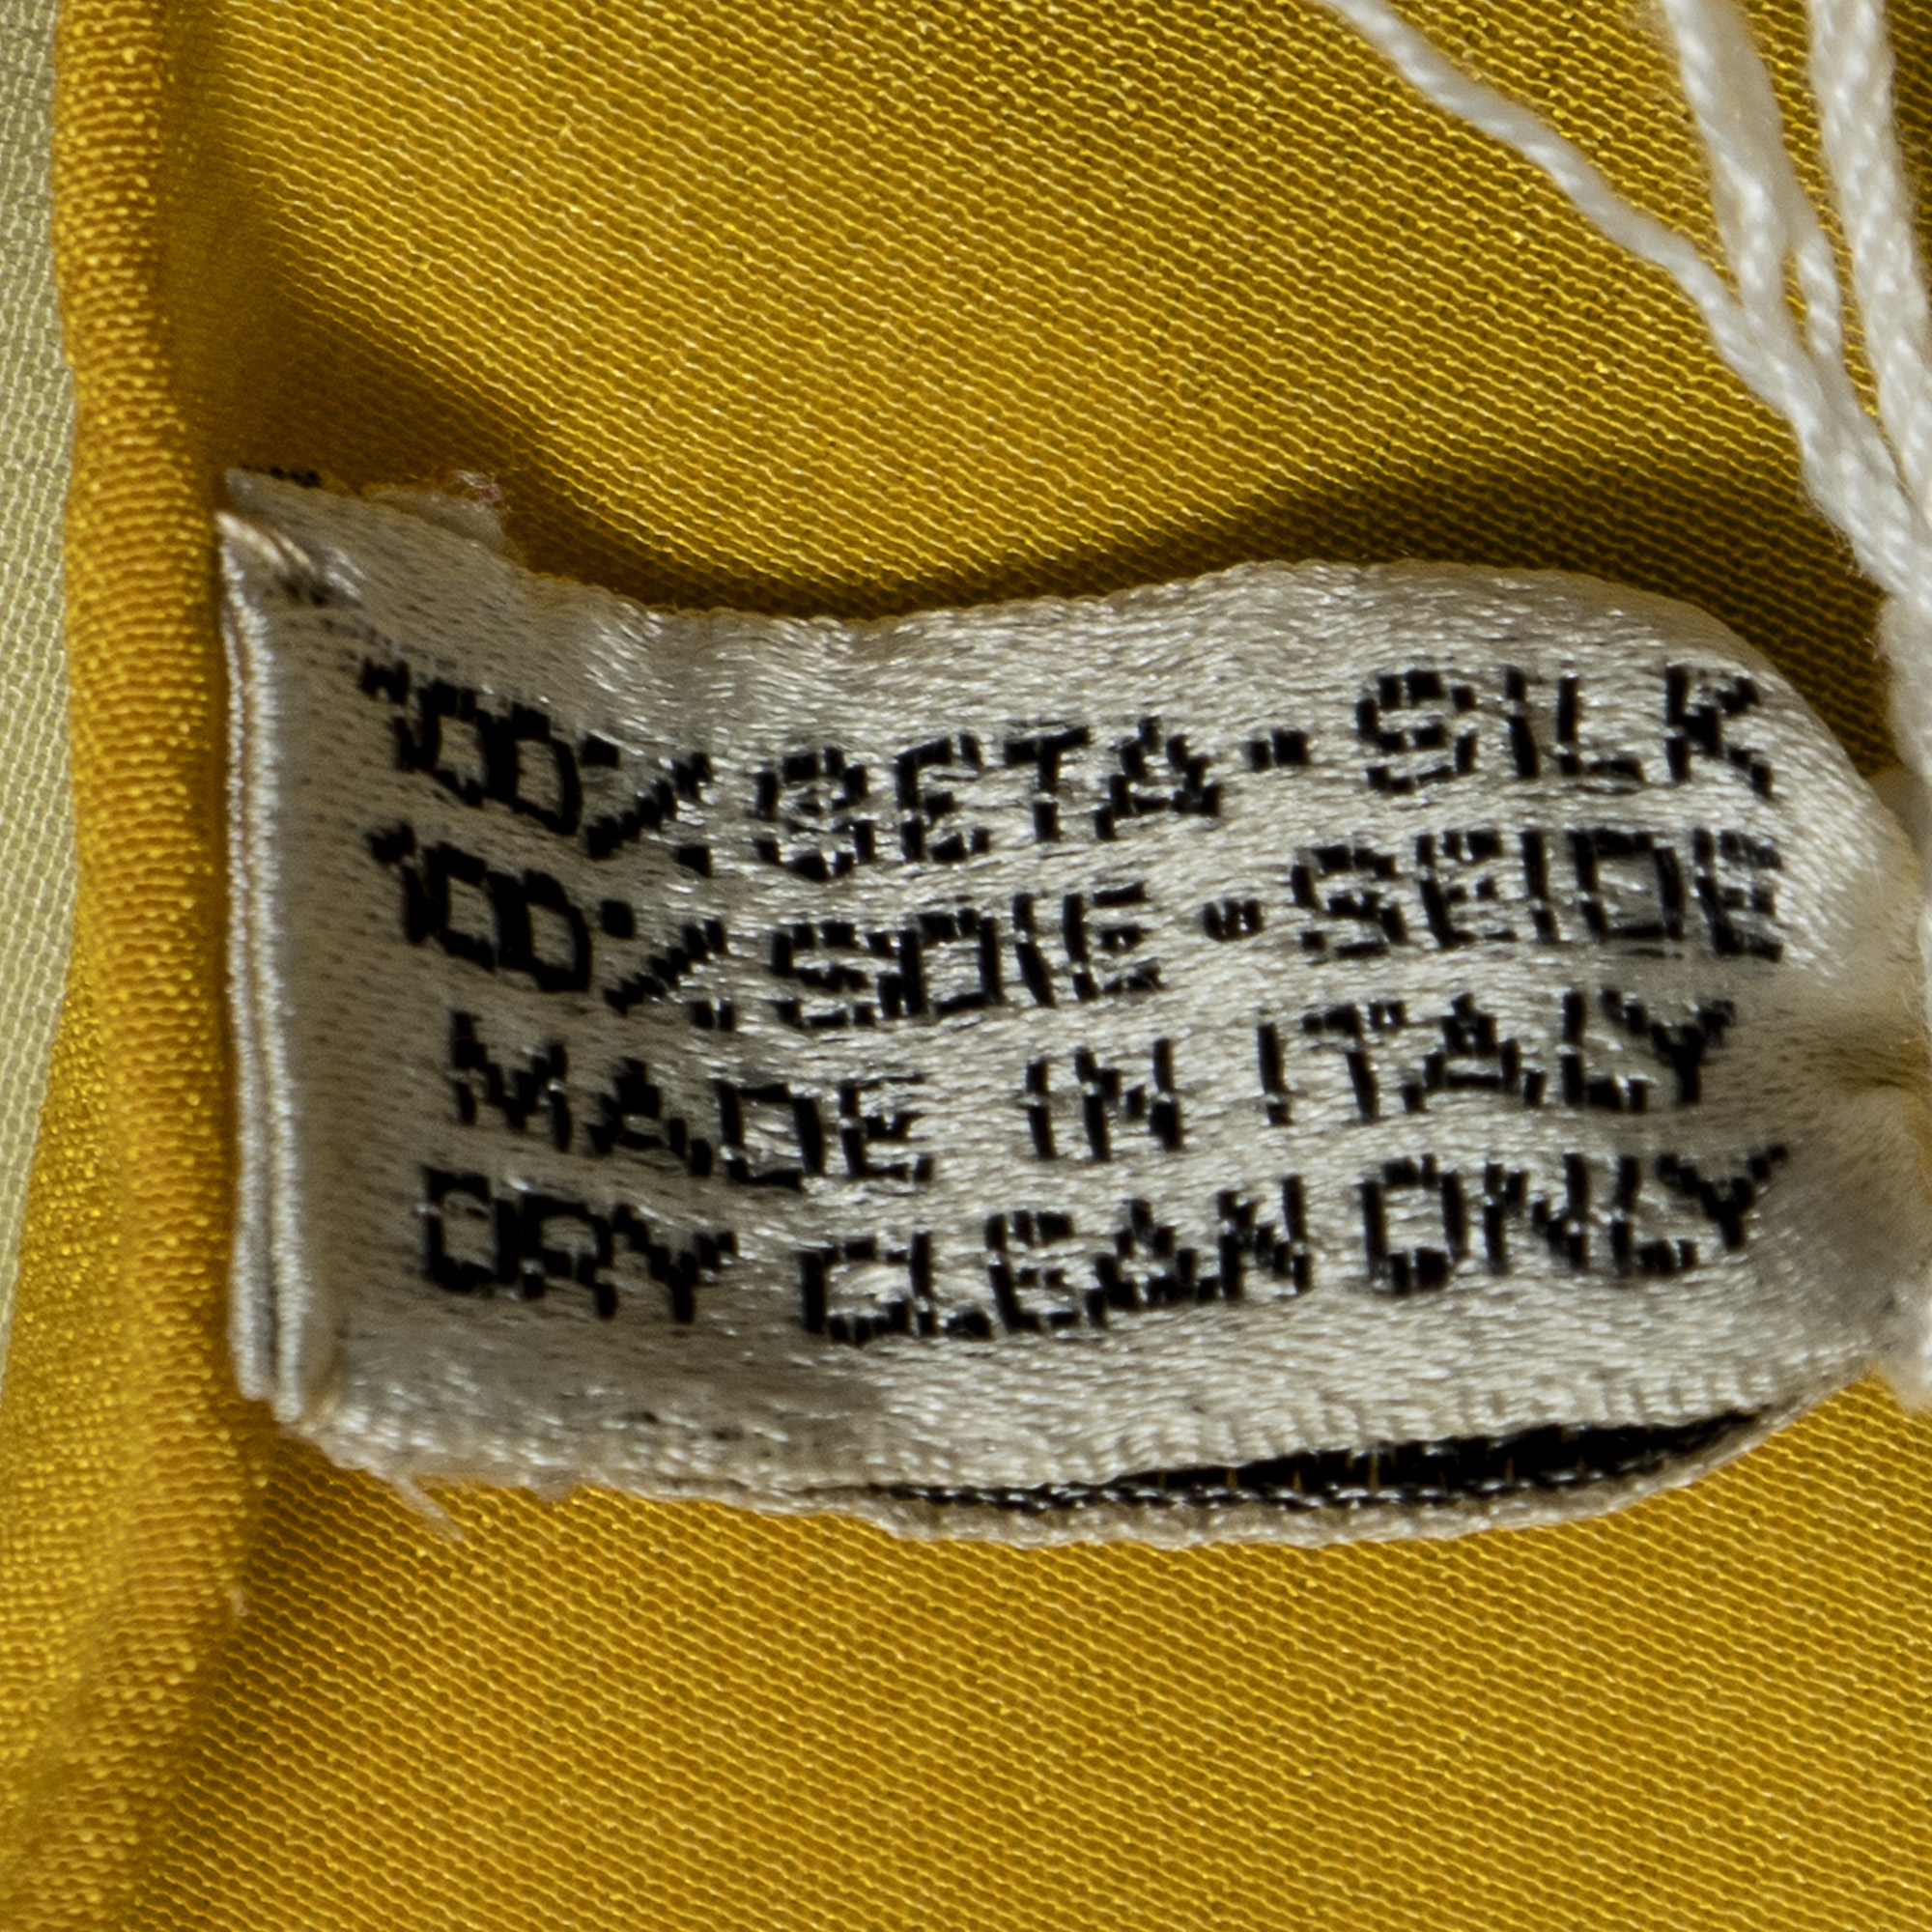 100% SETA - SILK
100% SOIE - SEIDE
MADE IN ITALY
DRY CLEAN ONLY